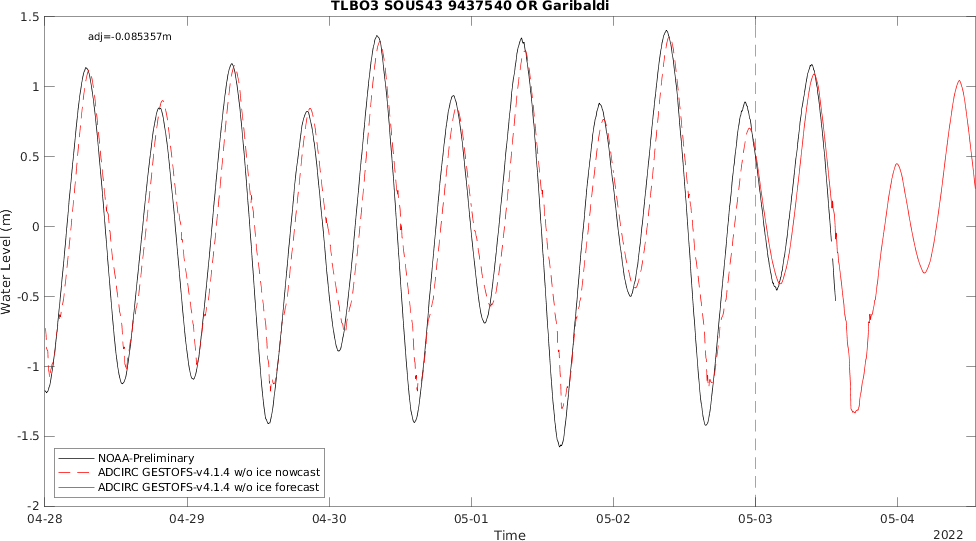 TLBO3 SOUS43 9437540 OR Garibaldi
adj=-0.085357m
1.5
1
0.5
0
-0.5
-1
-1.5
-2
Water Level (m)
NOAA-Preliminary
ADCIRC GESTOFS-v4.1.4 w/o ice nowcast
ADCIRC GESTOFS-v4.1.4 w/o ice forecast
04-28 04-29 04-30 05-01 05-02 05-03 05-04
Time
2022